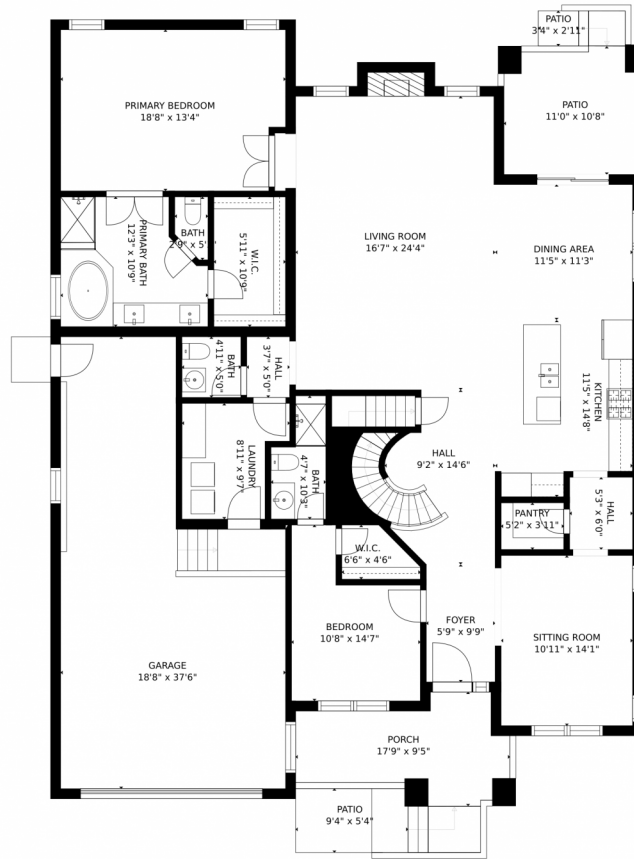 PATIO
3'4" x 2'11"
PRIMARY BEDROOM
18'8" x 13'4"
PATIO
11'0" x 10'8"
LIVING ROOM
16'7" x 24'4"
DINING AREA
11'5" x 11'3"
PRIMARY BATH
12'3" x 10'9"
BATH
2'9" x 5'
W.I.C.
5'11" x 10'9"
BATH
4'11" x 5'0"
HALL
3'7" x 5'0"
KITCHEN
11'5" x 14'8"
LAUNDRY
8'11" x 9'7"
BATH
4'7" x 10'3"
HALL
9'2" x 14'6"
PANTRY
5'2" x 3'11"
HALL
5'3" x 6'0"
W.I.C.
6'6" x 4'6"
BEDROOM
10'8" x 14'7"
FOYER
5'9" x 9'9"
SITTING ROOM
10'11" x 14'1"
GARAGE
18'8" x 37'6"
PORCH
17'9" x 9'5"
PATIO
9'4" x 5'4"